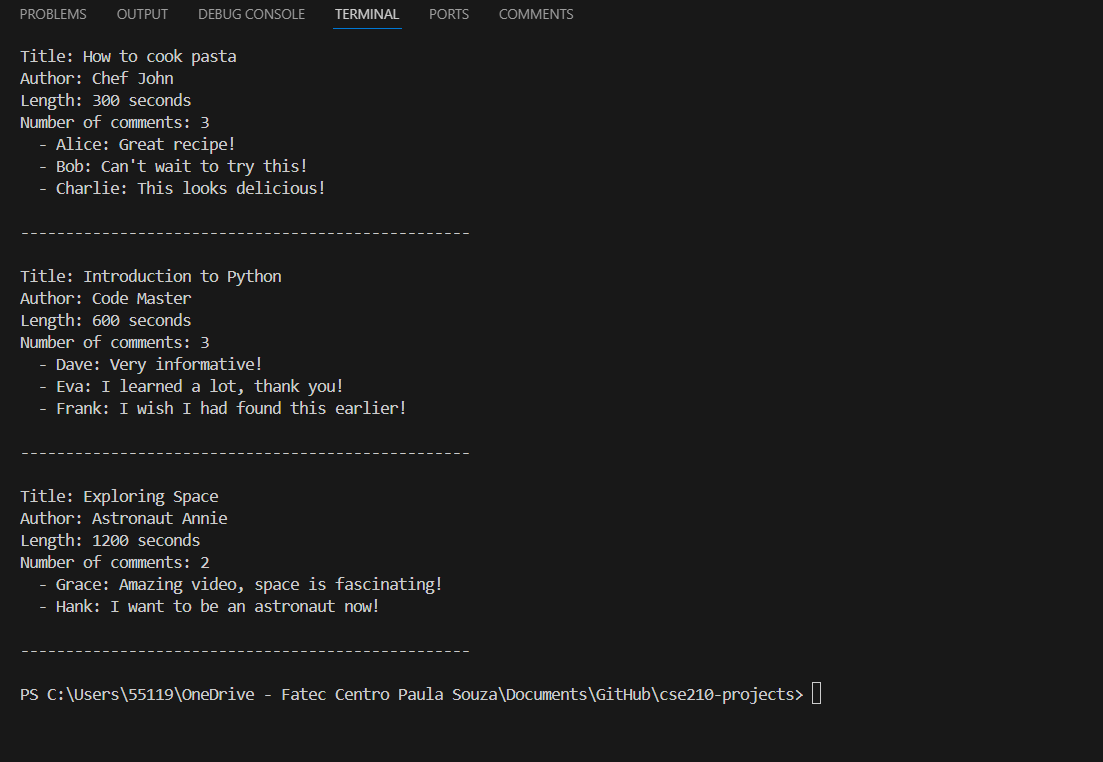 PROBLEMS OUTPUT DEBUG CONSOLE TERMINAL PORTS COMMENTS
Title: How to cook pasta
Author: Chef John
Length: 300 seconds
Number of comments: 3
  - Alice: Great recipe!
  - Bob: Can't wait to try this!
  - Charlie: This looks delicious!
--------------------------------------------------
Title: Introduction to Python
Author: Code Master
Length: 600 seconds
Number of comments: 3
  - Dave: Very informative!
  - Eva: I learned a lot, thank you!
  - Frank: I wish I had found this earlier!
--------------------------------------------------
Title: Exploring Space
Author: Astronaut Annie
Length: 1200 seconds
Number of comments: 2
  - Grace: Amazing video, space is fascinating!
  - Hank: I want to be an astronaut now!
--------------------------------------------------
PS C:\Users\55119\OneDrive - Fatec Centro Paula Souza\Documents\GitHub\cse210-projects>